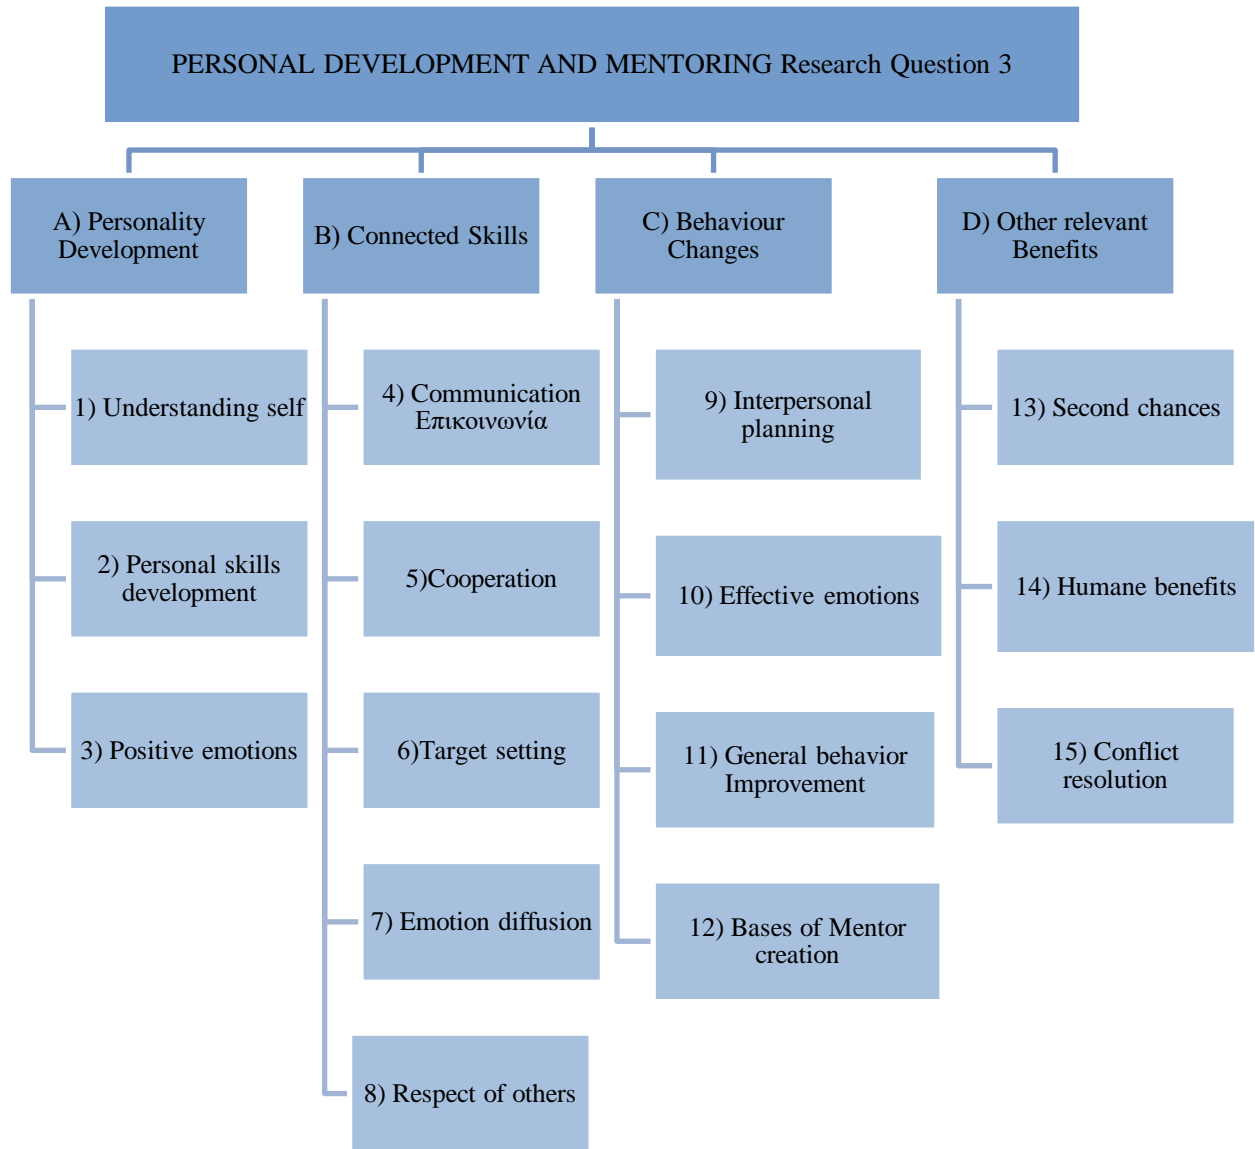 PERSONAL DEVELOPMENT AND MENTORING Research Question 3
A) Personality
Development
1) Understanding self
2) Personal skills
development
3) Positive emotions
B) Connected Skills
4) Communication
Επικοινωνία
5)Cooperation
6)Target setting
7) Emotion diffusion
8) Respect of others
C) Behaviour
Changes
9) Interpersonal
planning
10) Effective emotions
11) General behavior
Improvement
12) Bases of Mentor
creation
D) Other relevant
Benefits
13) Second chances
14) Humane benefits
15) Conflict
resolution